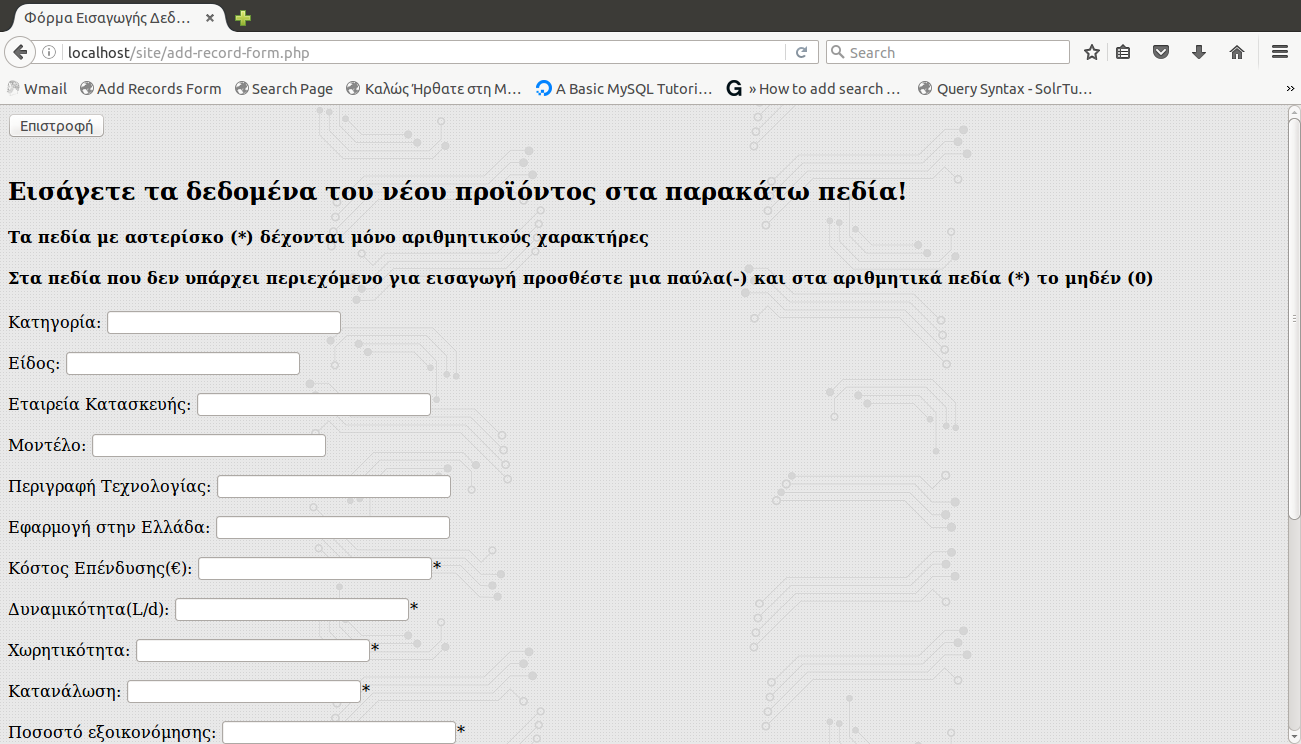 Φόρμα Εισαγωγής Δεδ…
localhost/site/add-record-form.php
Search
Wmail Add Records Form Search Page Καλώς Ήρθατε στη Μ… A Basic MySQL Tutori… G » How to add search … Query Syntax - SolrTu… »
Επιστροφή
Εισάγετε τα δεδομένα του νέου προϊόντος στα παρακάτω πεδία!
Τα πεδία με αστερίσκο (*) δέχονται μόνο αριθμητικούς χαρακτήρες
Στα πεδία που δεν υπάρχει περιεχόμενο για εισαγωγή προσθέστε μια παύλα(-) και στα αριθμητικά πεδία (*) το μηδέν (0)
Κατηγορία:
Είδος:
Εταιρεία Κατασκευής:
Μοντέλο:
Περιγραφή Τεχνολογίας:
Εφαρμογή στην Ελλάδα:
Κόστος Επένδυσης(€): *
Δυναμικότητα(L/d): *
Χωρητικότητα: *
Κατανάλωση: *
Ποσοστό εξοικονόμησης: *